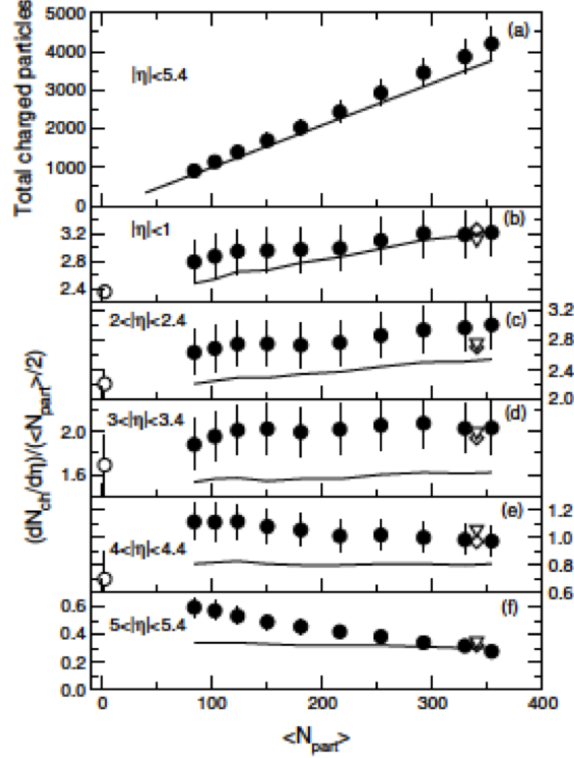 5000
4000
3000
2000
1000
0
Total charged particles
|η|<5.4
(a)
3.2
2.8
2.4
|η|<1
(b)
2<|η|<2.4
(c)
3.2
2.8
2.4
2.0
(dN_ch/dη)/(<N_part>/2)
2.0
1.6
3<|η|<3.4
(d)
4<|η|<4.4
(e)
1.2
1.0
0.8
0.6
0.6
0.4
0.2
0.0
5<|η|<5.4
(f)
0
100
200
300
400
<N_part>